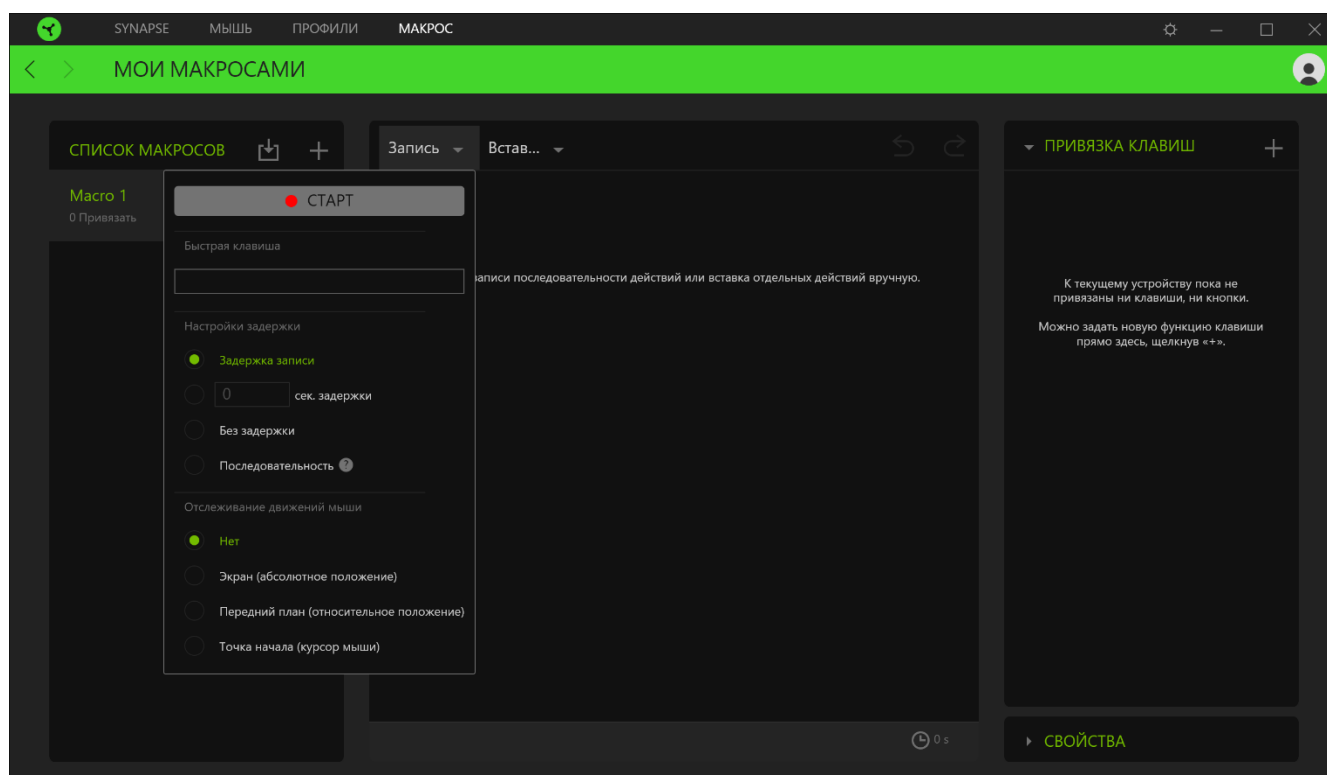 SYNAPSE МЫШЬ ПРОФИЛИ МАКРОС
МОИ МАКРОСАМИ
СПИСОК МАКРОСОВ
Macro 1
0 Привязать
Запись Встав...
СТАРТ
Быстрая клавиша
Настройки задержки
Задержка записи
0 сек. задержки
Без задержки
Последовательность ?
Отслеживание движений мыши
Нет
Экран (абсолютное положение)
Передний план (относительное положение)
Точка начала (курсор мыши)
последовательности действий или вставка отдельных действий вручную.
0 s
ПРИВЯЗКА КЛАВИШ
К текущему устройству пока не
привязаны ни клавиши, ни кнопки.
Можно задать новую функцию клавиши
прямо здесь, щелкнув «+».
СВОЙСТВА